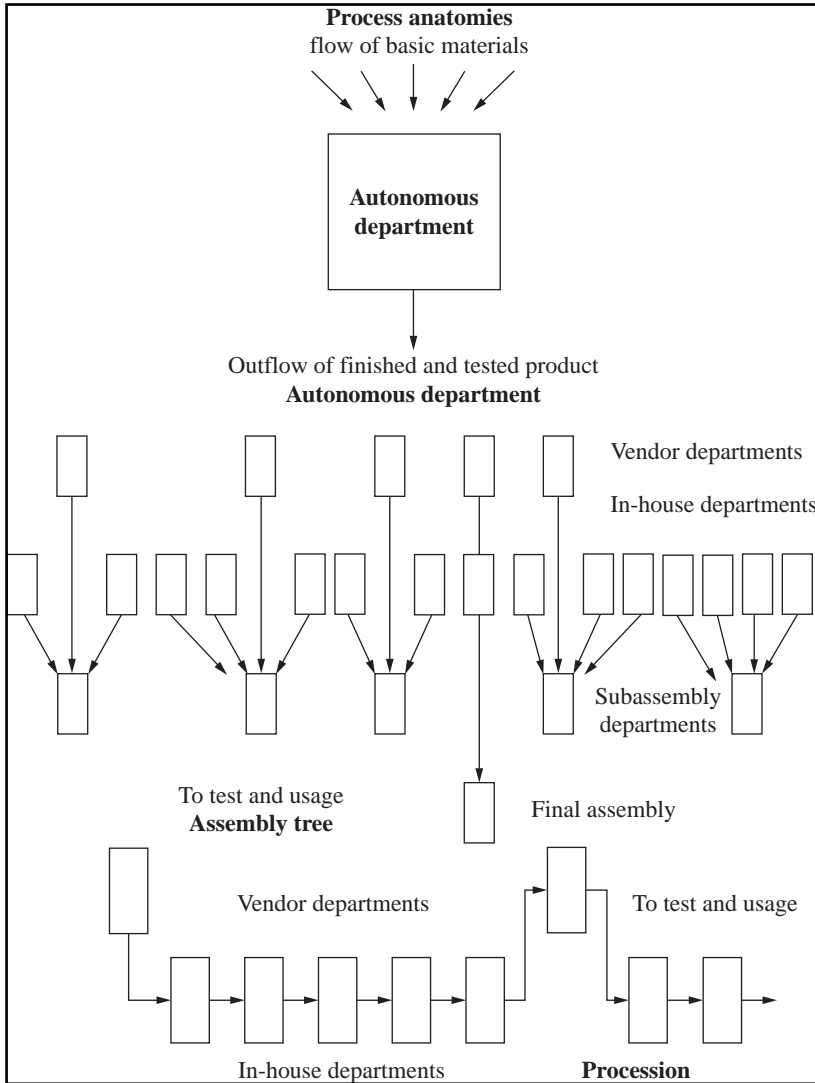 Process anatomies
flow of basic materials
Autonomous
department
Outflow of finished and tested product
Autonomous department
Vendor departments
In-house departments
Subassembly
departments
To test and usage
Assembly tree
Final assembly
Vendor departments
To test and usage
In-house departments
Procession